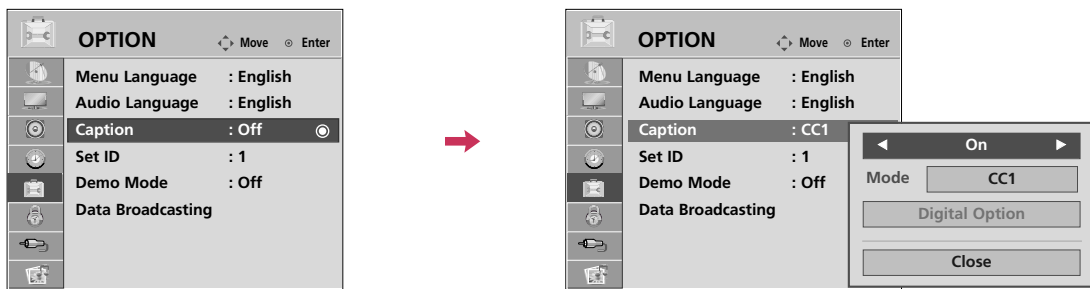 OPTION Move Enter
Menu Language : English
Audio Language : English
Caption : Off
Set ID : 1
Demo Mode : Off
Data Broadcasting
OPTION Move Enter
Menu Language : English
Audio Language : English
Caption : CC1
Set ID : 1
Demo Mode : Off
Data Broadcasting
◀ On ▶
Mode CC1
Digital Option
Close